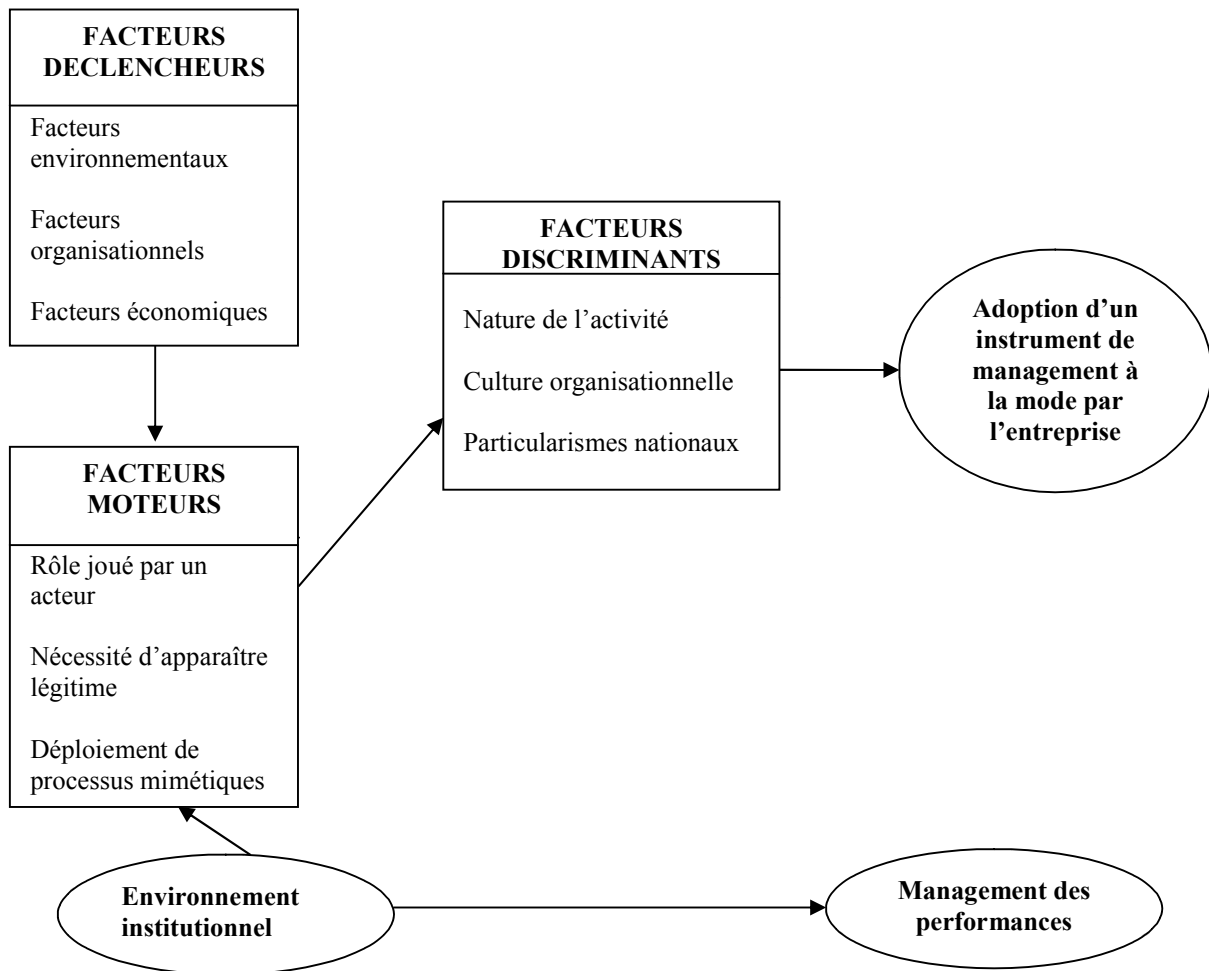 FACTEURS
DECLENCHEURS
Facteurs
environnementaux
Facteurs
organisationnels
Facteurs économiques
FACTEURS
MOTEURS
Rôle joué par un
acteur
Nécessité d’apparaître
légitime
Déploiement de
processus mimétiques
FACTEURS
DISCRIMINANTS
Nature de l’activité
Culture organisationnelle
Particularismes nationaux
Adoption d’un
instrument de
management à
la mode par
l’entreprise
Environnement
institutionnel
Management des
performances